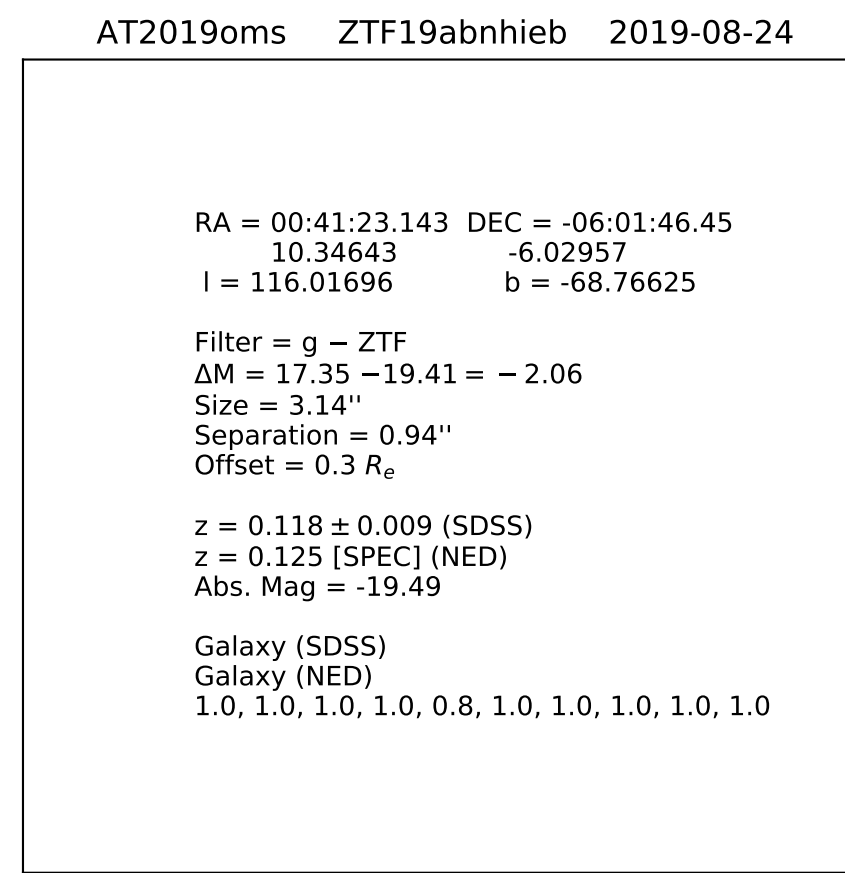 AT2019oms ZTF19abnhieb 2019-08-24
RA = 00:41:23.143 DEC = -06:01:46.45
10.34643 -6.02957
l = 116.01696 b = -68.76625
Filter = g − ZTF
ΔM = 17.35 −19.41 = − 2.06
Size = 3.14''
Separation = 0.94''
Offset = 0.3 Re
z = 0.118 ± 0.009 (SDSS)
z = 0.125 [SPEC] (NED)
Abs. Mag = -19.49
Galaxy (SDSS)
Galaxy (NED)
1.0, 1.0, 1.0, 1.0, 0.8, 1.0, 1.0, 1.0, 1.0, 1.0